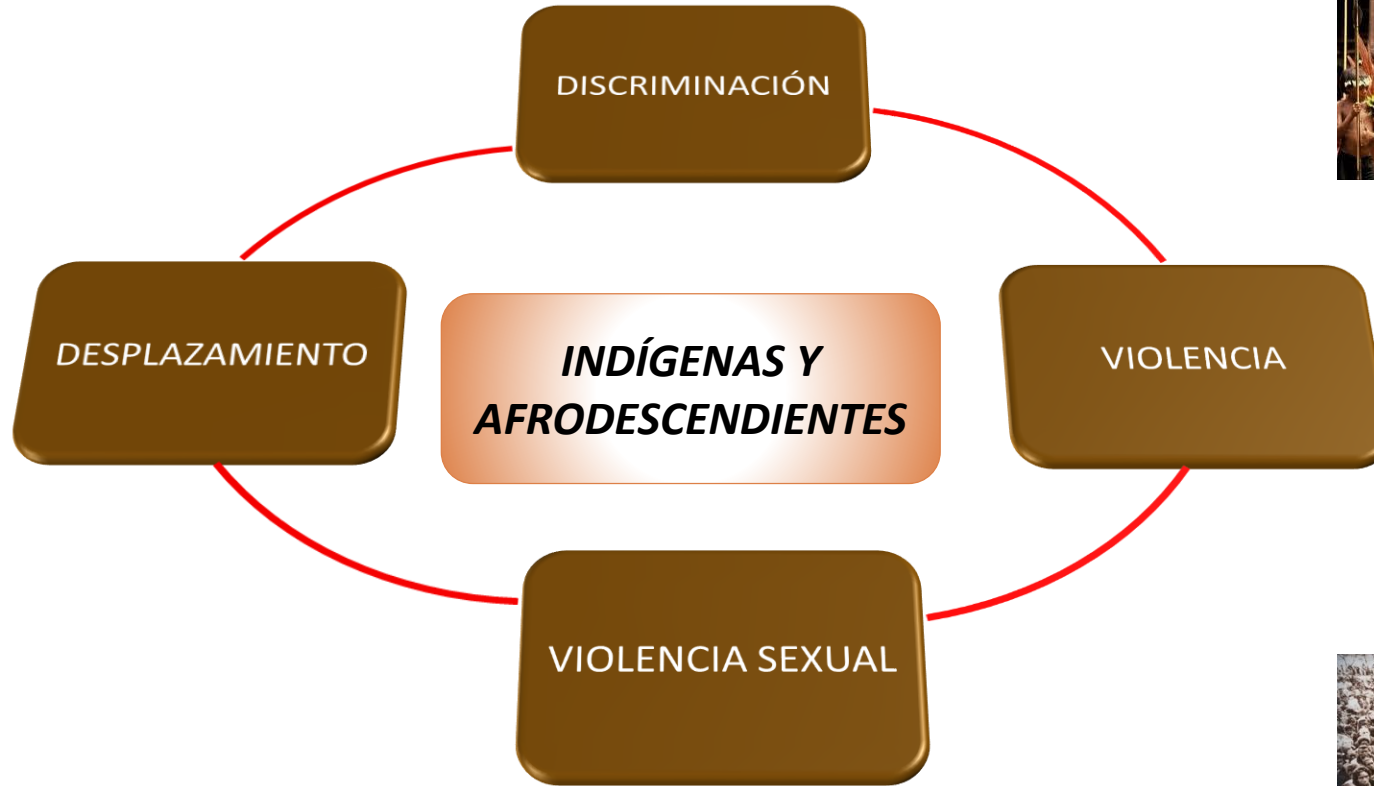 DISCRIMINACIÓN
DESPLAZAMIENTO
INDÍGENAS Y
AFRODESCENDIENTES
VIOLENCIA
VIOLENCIA SEXUAL